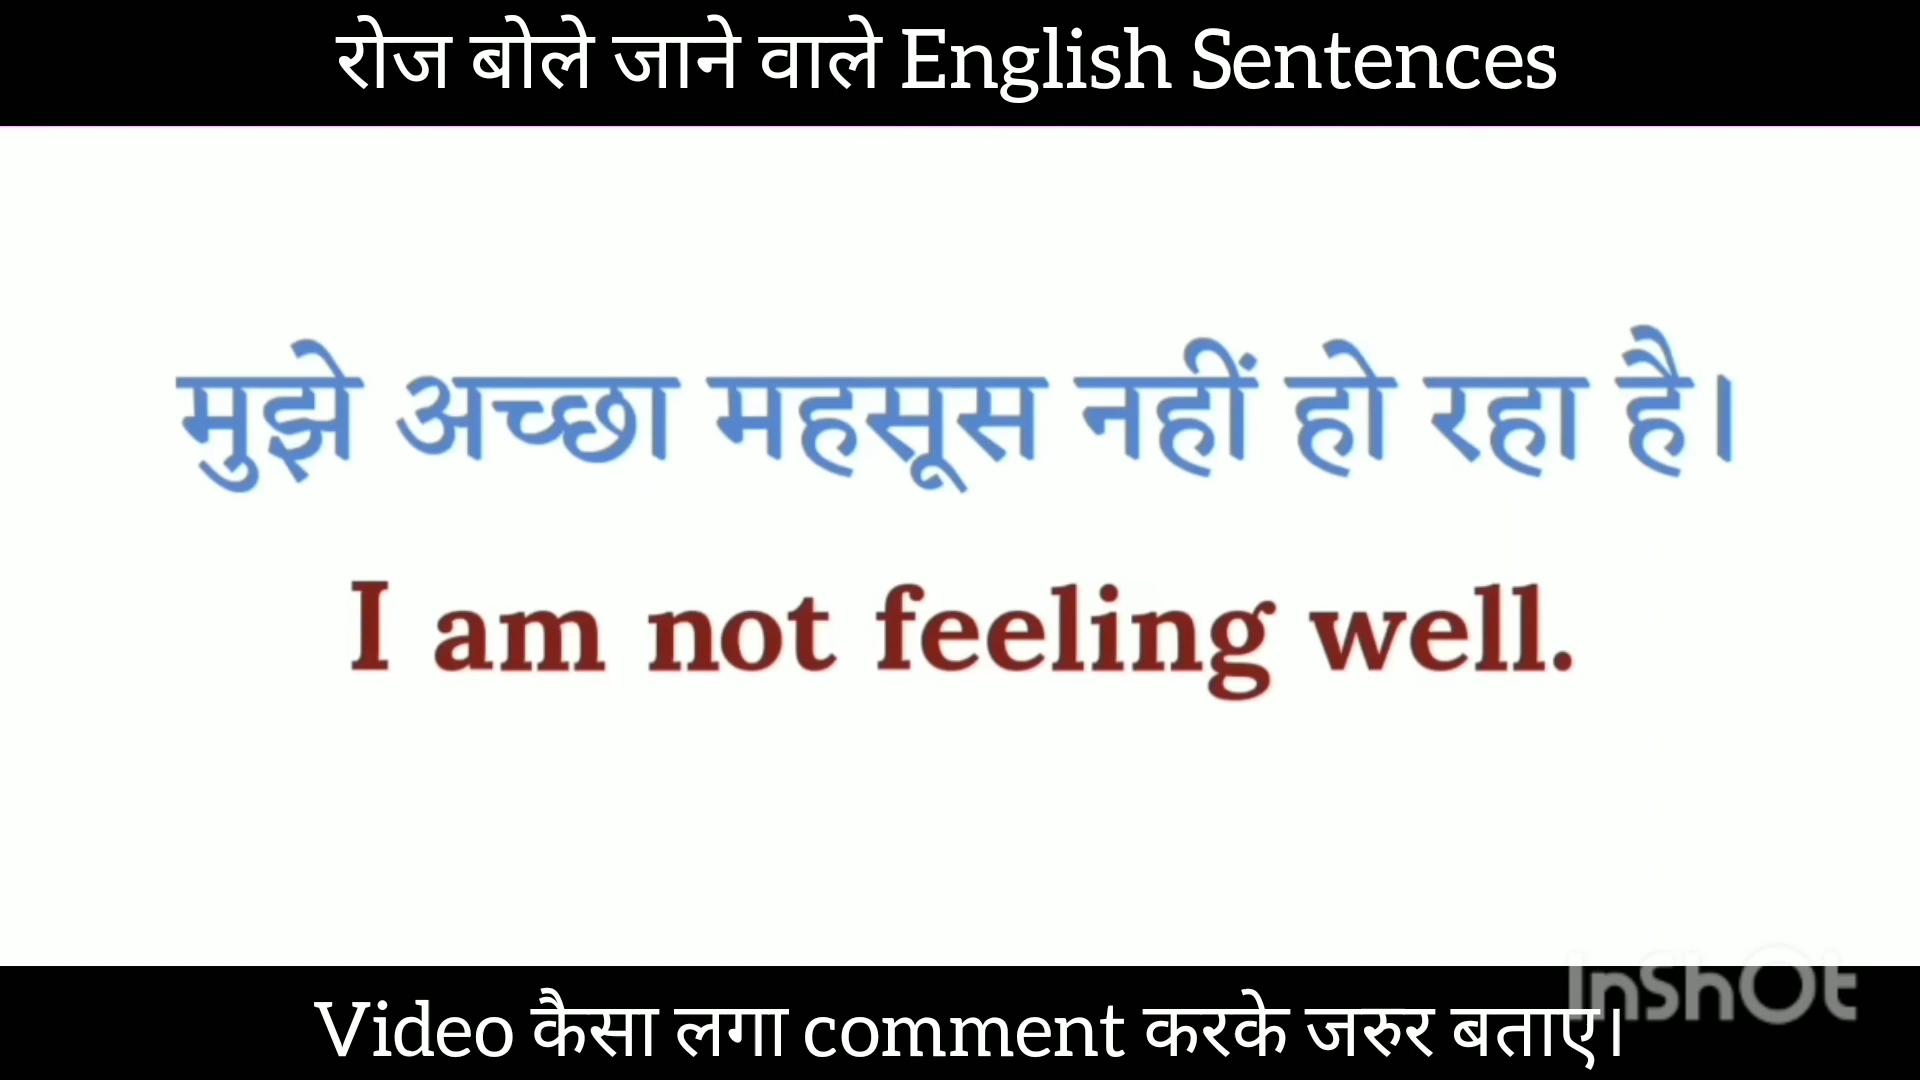 रोज बोले जाने वाले English Sentences
मुझे अच्छा महसूस नहीं हो रहा है।
I am not feeling well.
InShOt
Video कैसा लगा comment करके जरुर बताए।